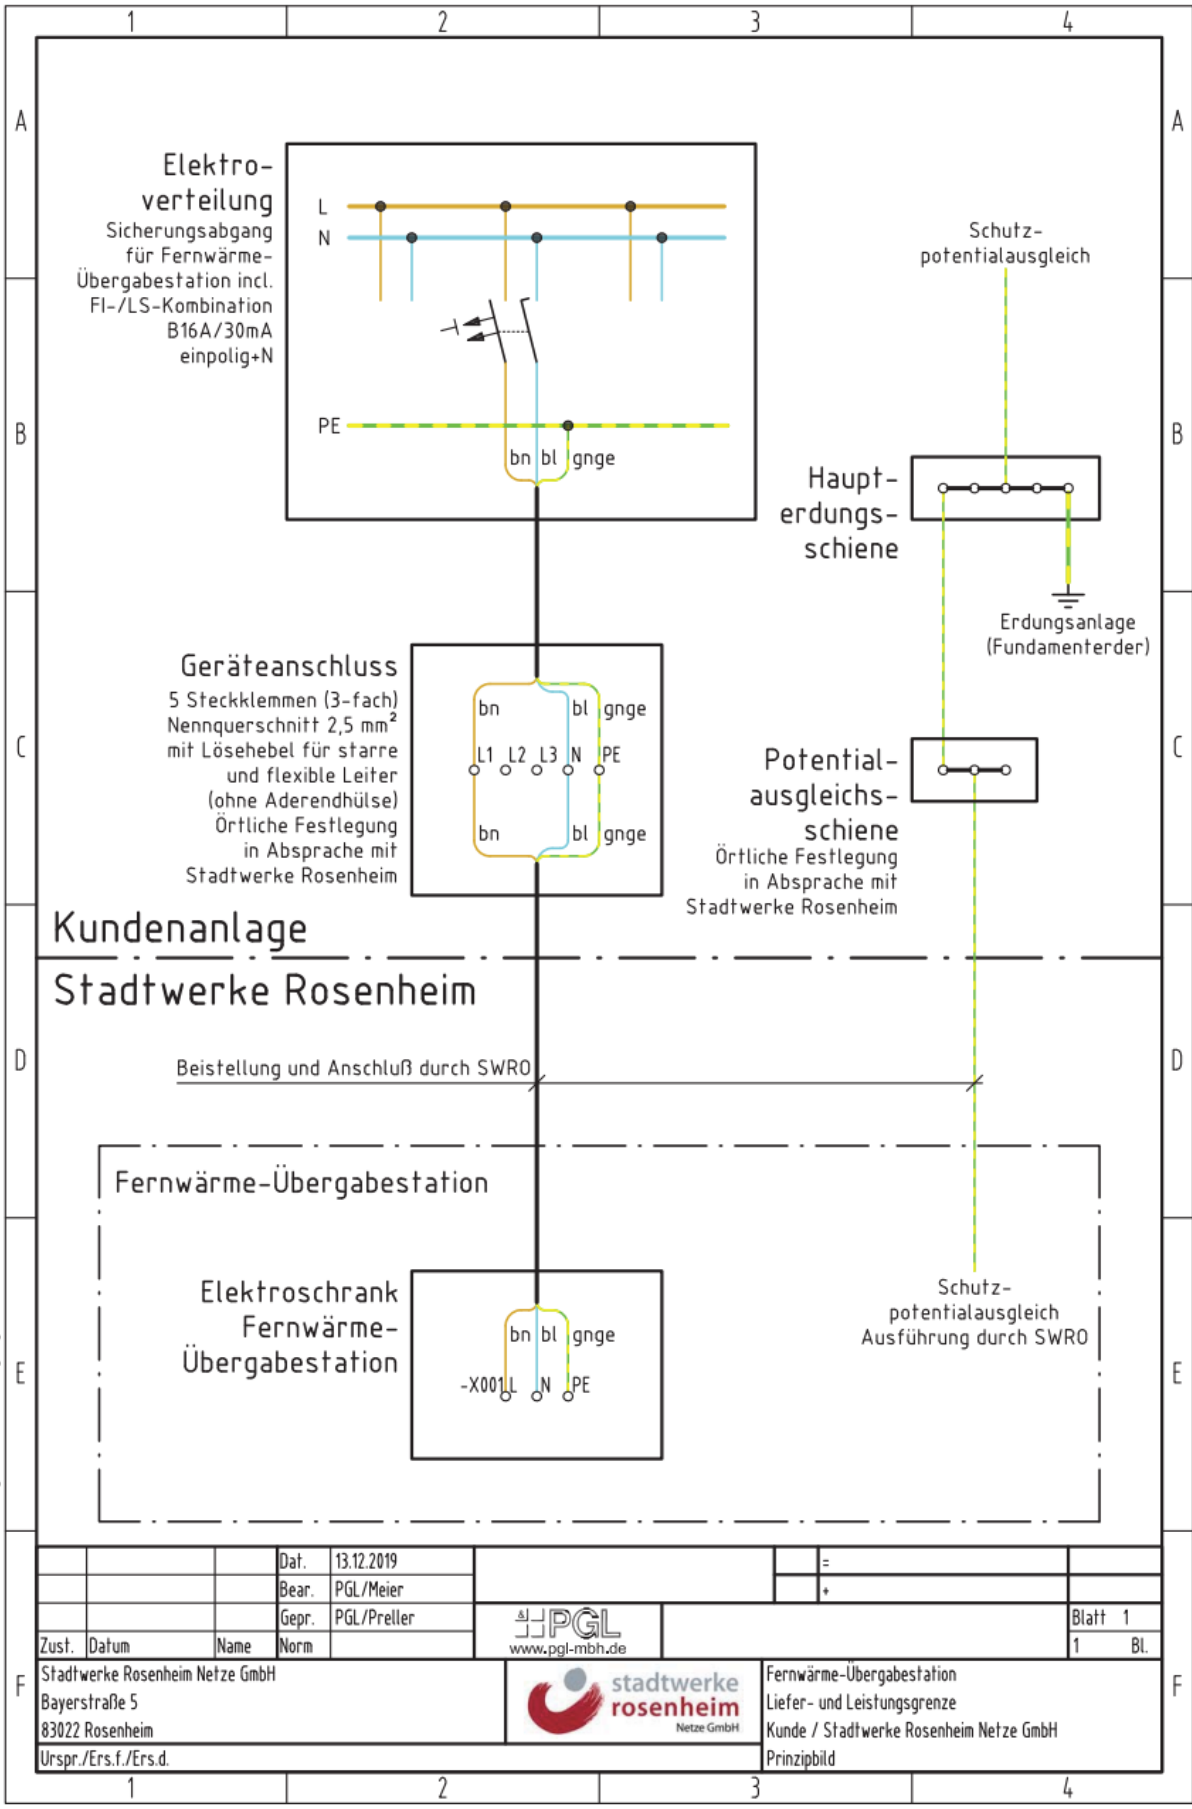 1 2 3 4
A A
B B
C C
D D
E E
F F
Elektro-
verteilung
Sicherungsabgang
für Fernwärme-
Übergabestation incl.
FI-/LS-Kombination
B16A/30mA
einpolig+N
L
N
PE
bn bl gnge
Schutz-
potentialausgleich
Haupt-
erdungs-
schiene
Erdungsanlage
(Fundamenterder)
Geräteanschluss
5 Steckklemmen (3-fach)
Nennquerschnitt 2,5 mm²
mit Lösehebel für starre
und flexible Leiter
(ohne Aderendhülse)
Örtliche Festlegung
in Absprache mit
Stadtwerke Rosenheim
bn bl gnge
L1 L2 L3 N PE
bn bl gnge
Potential-
ausgleichs-
schiene
Örtliche Festlegung
in Absprache mit
Stadtwerke Rosenheim
Kundenanlage
Stadtwerke Rosenheim
Beistellung und Anschluß durch SWRO
Fernwärme-Übergabestation
Elektroschrank
Fernwärme-
Übergabestation
bn bl gnge
-X001 L N PE
Schutz-
potentialausgleich
Ausführung durch SWRO
Dat. 13.12.2019 =
Bear. PGL/Meier +
Gepr. PGL/Preller & PGL Blatt 1
Zust. Datum Name Norm www.pgl-mbh.de 1 Bl.
Stadtwerke Rosenheim Netze GmbH
Bayerstraße 5
83022 Rosenheim
Urspr./Ers.f./Ers.d.
stadtwerke
rosenheim
Netze GmbH
Fernwärme-Übergabestation
Liefer- und Leistungsgrenze
Kunde / Stadtwerke Rosenheim Netze GmbH
Prinzipbild
1 2 3 4